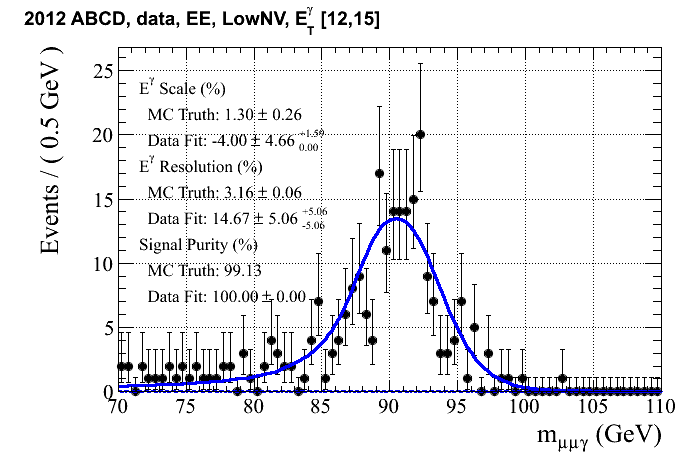 2012 ABCD, data, EE, LowNV, E_T^γ [12,15]
Events / ( 0.5 GeV )
25
20
15
10
5
0
E^γ Scale (%)
MC Truth: 1.30 ± 0.26
Data Fit: -4.00 ± 4.66 +1.59 0.00
E^γ Resolution (%)
MC Truth: 3.16 ± 0.06
Data Fit: 14.67 ± 5.06 +5.06 -5.06
Signal Purity (%)
MC Truth: 99.13
Data Fit: 100.00 ± 0.00
70 75 80 85 90 95 100 105 110
m_μμγ (GeV)